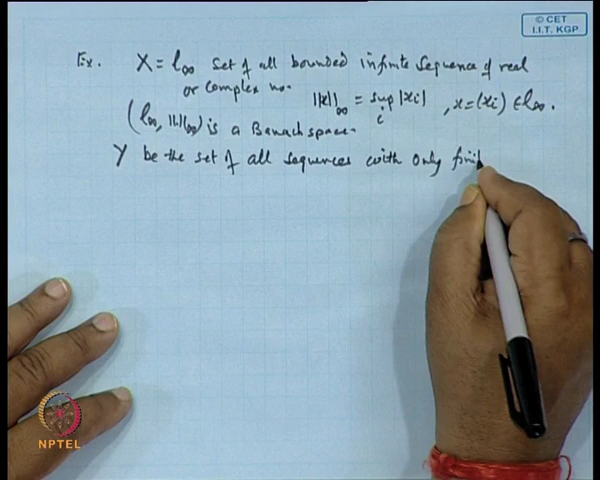 © CET
I.I.T. KGP
Ex. X = l∞ set of all bounded infinite sequence of real
or complex no.
||x||∞ = sup |xi| , x = (xi) ∈ l∞.
i
(l∞, ||.||∞) is a Banach space.
Y be the set of all sequences with only finit
NPTEL